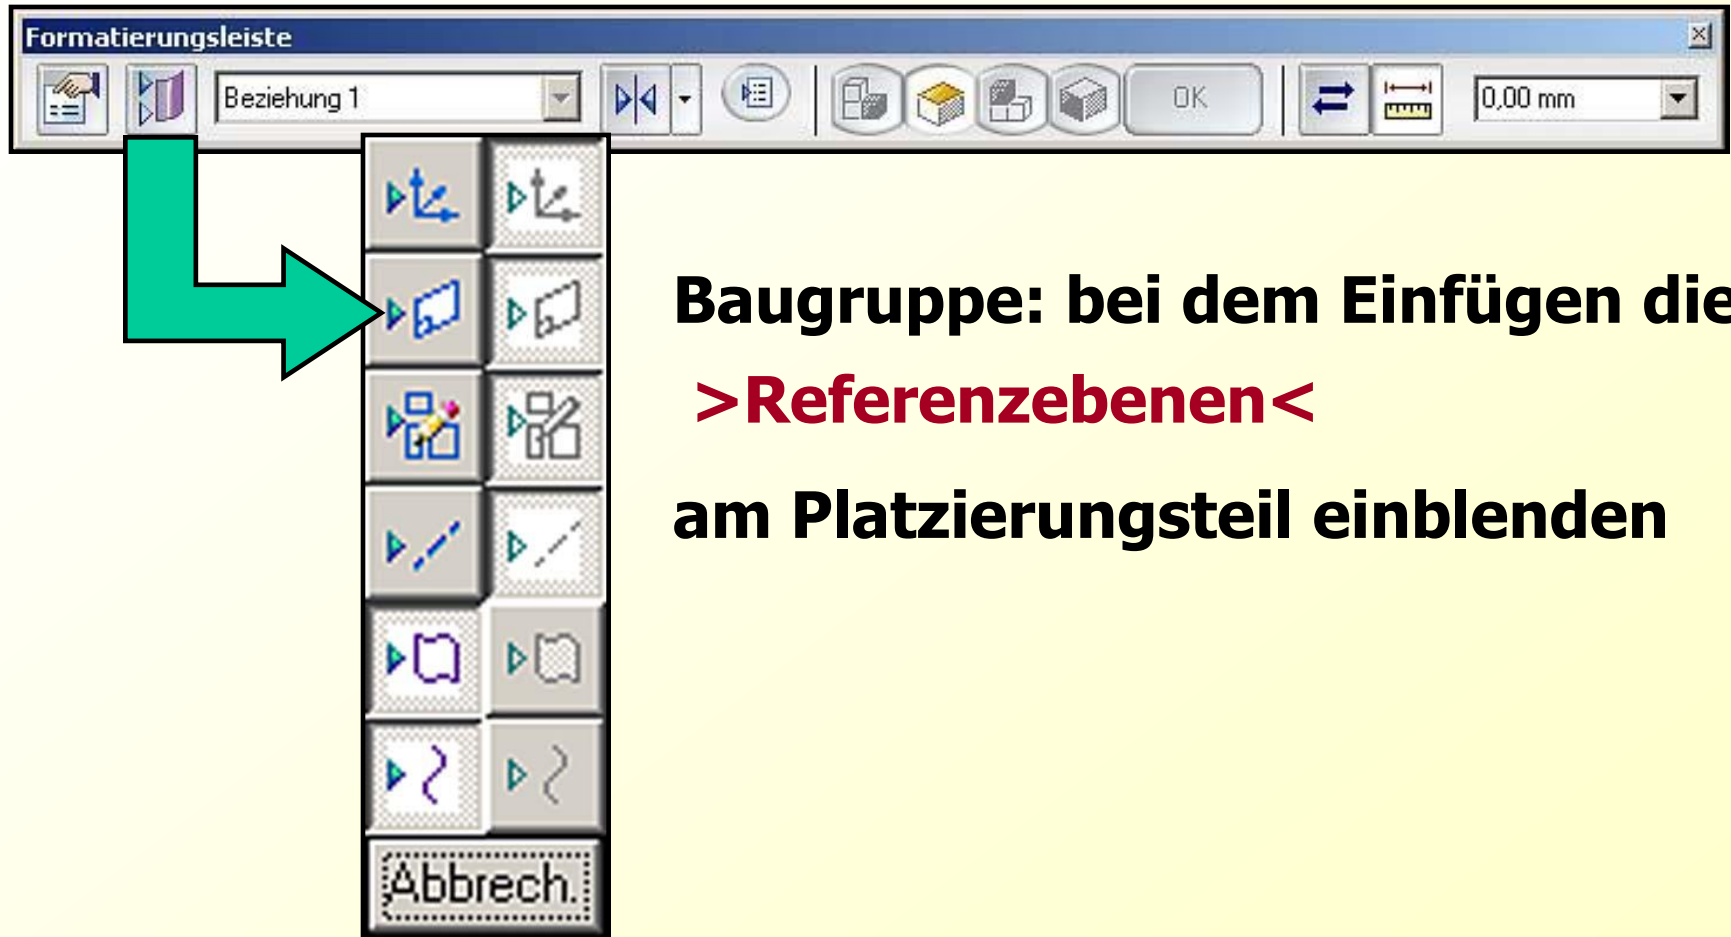 Formatierungsleiste
Beziehung 1
OK
0,00 mm
Baugruppe: bei dem Einfügen die
>Referenzebenen<
am Platzierungsteil einblenden
Abbrech.